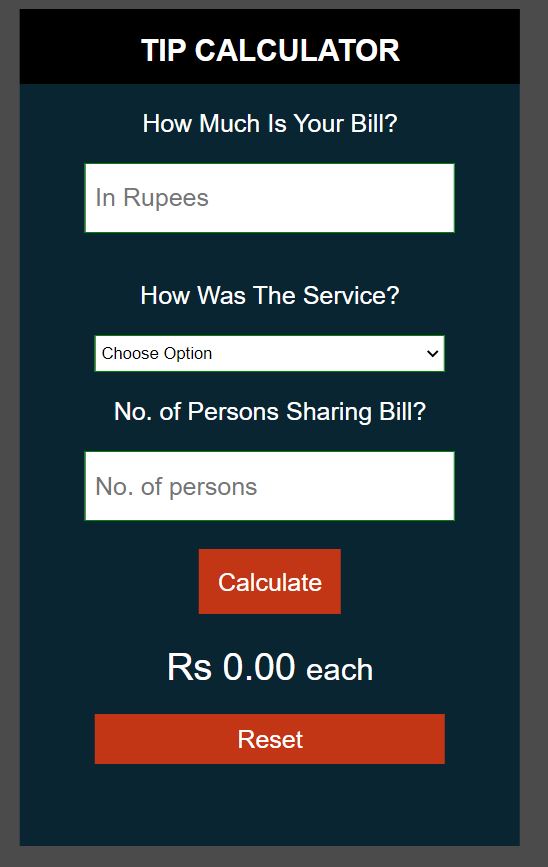 TIP CALCULATOR
How Much Is Your Bill?
In Rupees
How Was The Service?
Choose Option
No. of Persons Sharing Bill?
No. of persons
Calculate
Rs 0.00 each
Reset